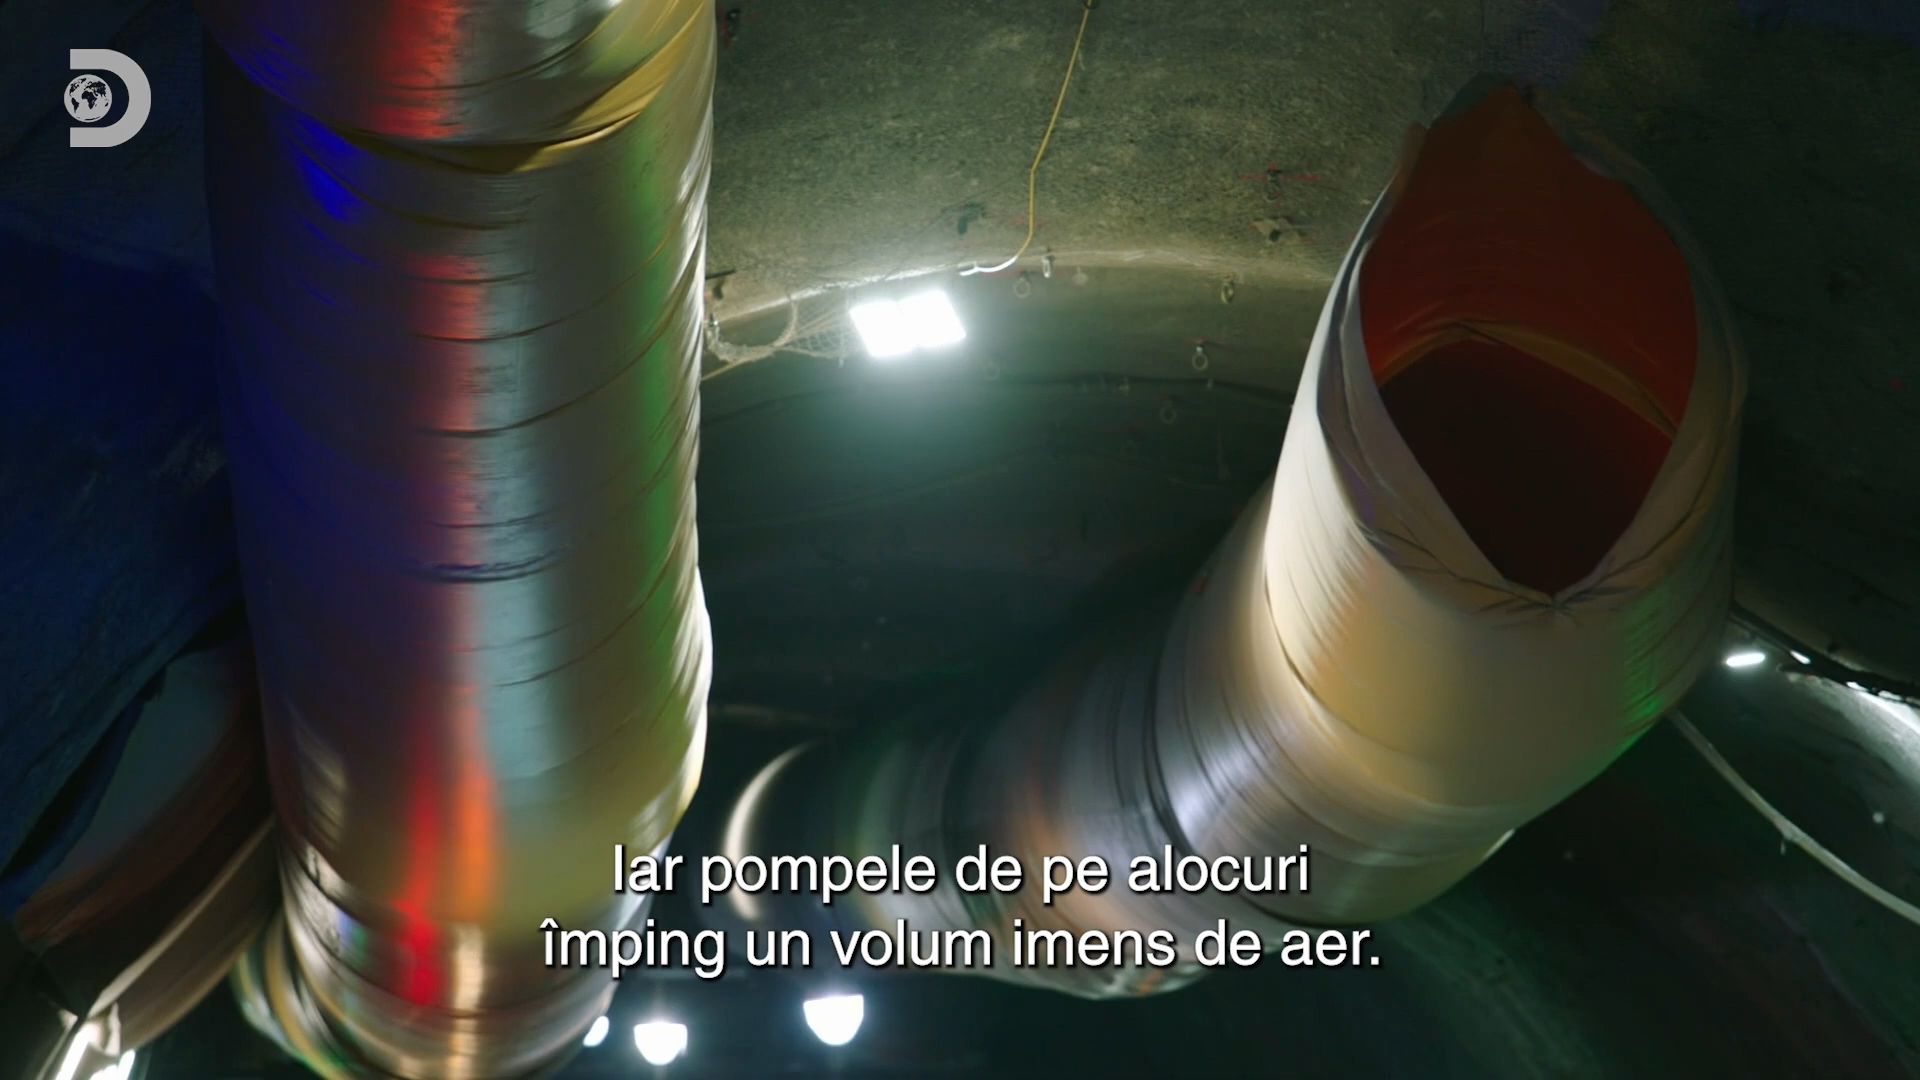 Iar pompele de pe alocuri
împing un volum imens de aer.